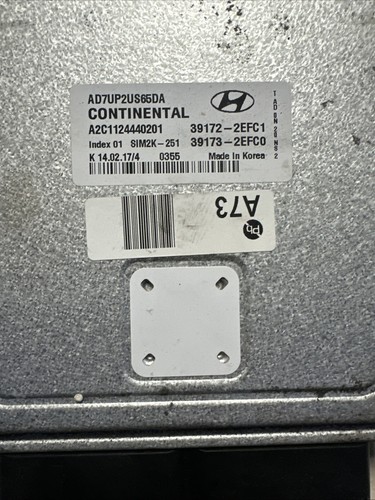 AD7UP2US65DA
CONTINENTAL
A2C1124440201 39172-2EFC1
Index 01 SIM2K-251 39173-2EFC0
K 14.02.17/4 0355 Made In Korea
A73
Pb